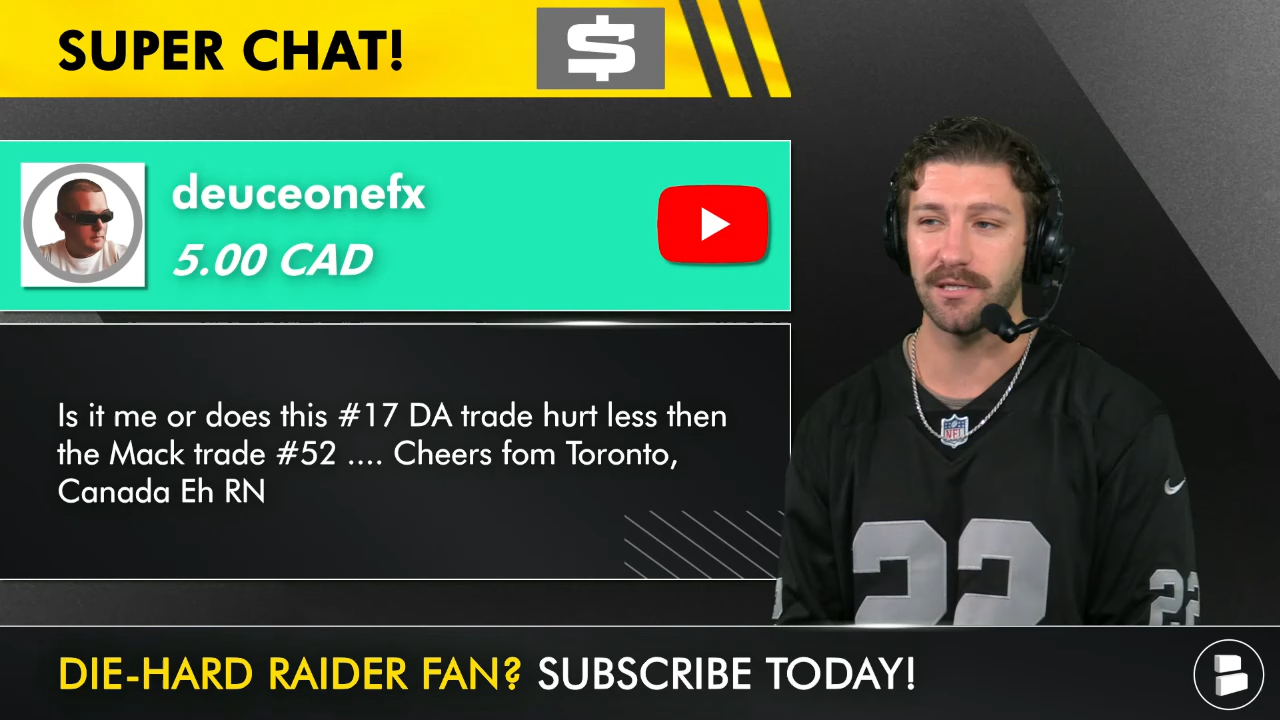 SUPER CHAT!
$
deuceonefx
5.00 CAD
Is it me or does this #17 DA trade hurt less then
the Mack trade #52 .... Cheers fom Toronto,
Canada Eh RN
NFL
22
22
DIE-HARD RAIDER FAN? SUBSCRIBE TODAY!